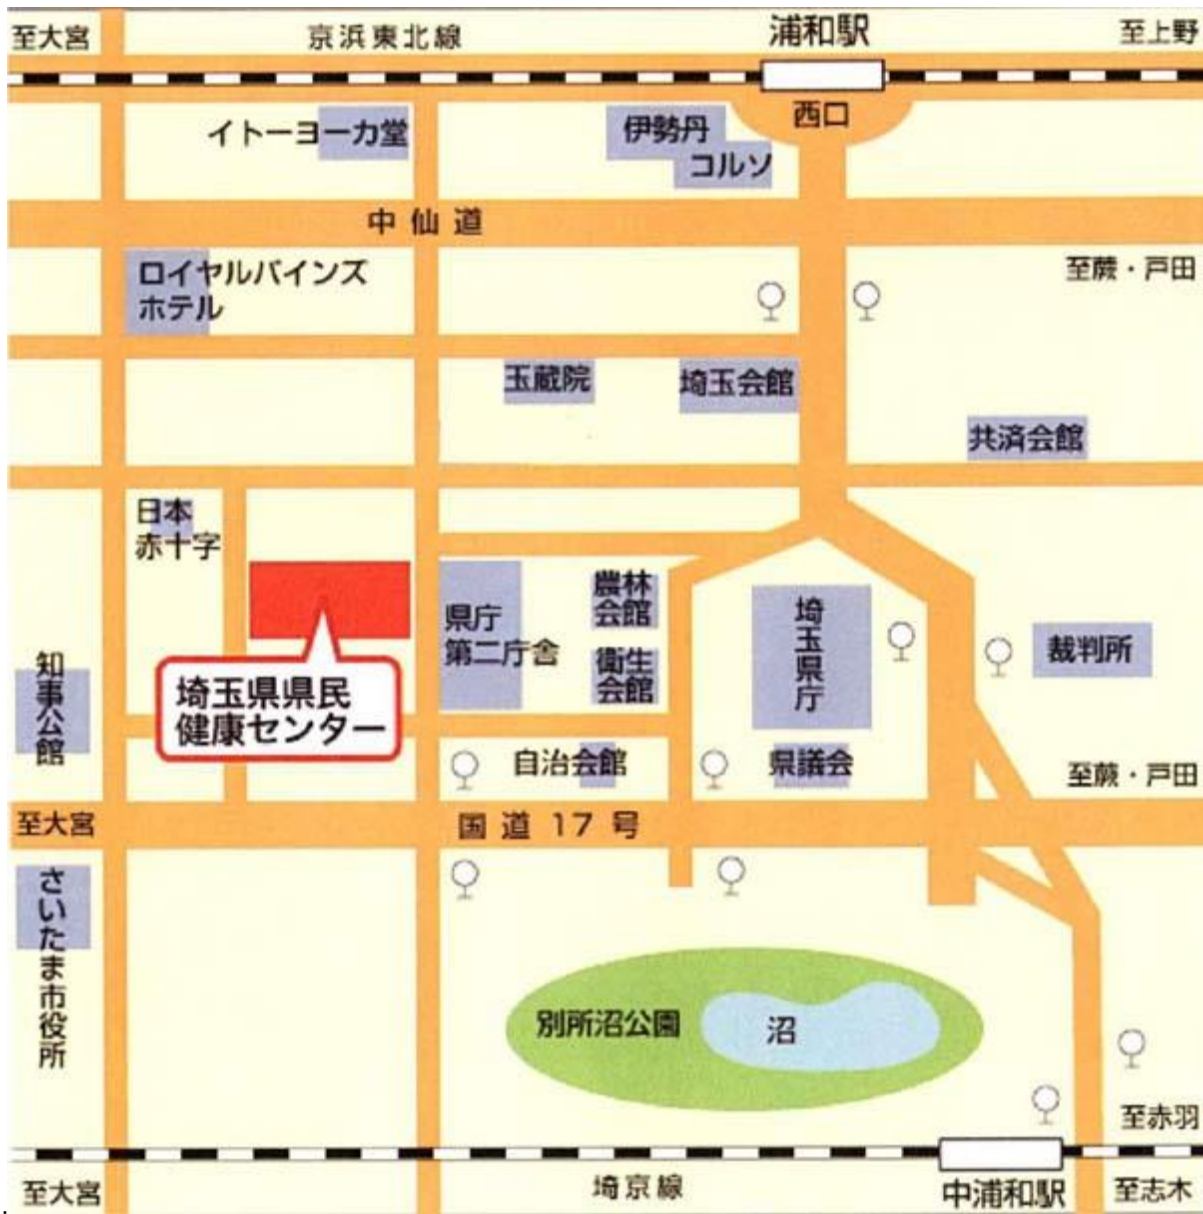 至大宮
京浜東北線
浦和駅
至上野
西口
イトーヨーカ堂
伊勢丹
コルソ
中仙道
ロイヤルパインズ
ホテル
至蕨・戸田
玉蔵院
埼玉会館
共済会館
日本
赤十字
県庁
第二庁舎
農林
会館
衛生
会館
埼玉県庁
裁判所
知事公館
埼玉県県民
健康センター
自治会館
県議会
至蕨・戸田
至大宮
国道17号
さいたま市役所
別所沼公園
沼
至赤羽
至大宮
埼京線
中浦和駅
至志木